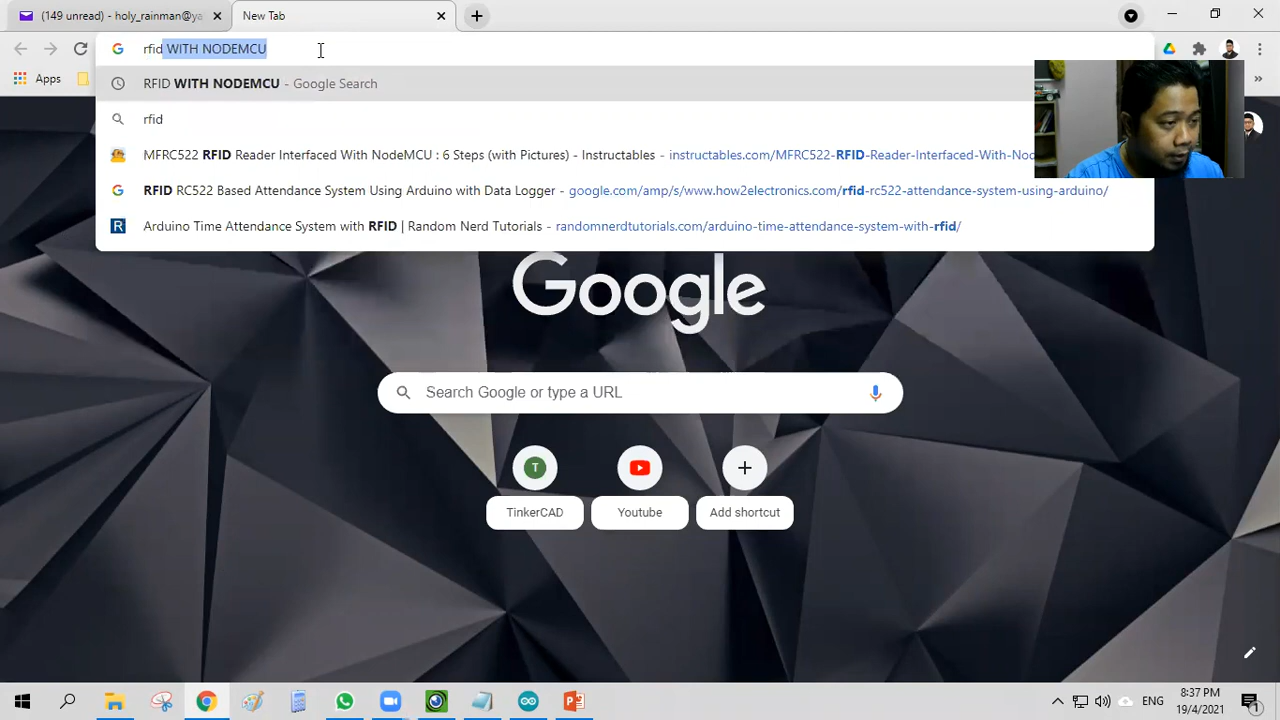 (149 unread) - holy_rairman@ya
New Tab
rfid WITH NODEMCU
RFID WITH NODEMCU - Google Search
rfid
MFRC522 RFID Reader Interfaced With NodeMCU : 6 Steps (with Pictures) - Instructables - instructables.com/MFRC522-RFID-Reader-Interfaced-With-Nod
RFID RC522 Based Attendance System Using Arduino with Data Logger - google.com/amp/s/www.how2electronics.com/rfid-rc522-attendance-system-using-arduino/
Arduino Time Attendance System with RFID | Random Nerd Tutorials - randomnerdtutorials.com/arduino-time-attendance-system-with-rfid/
Apps
Google
Search Google or type a URL
T
TinkerCAD
Youtube
Add shortcut
ENG
8:37 PM
19/4/2021